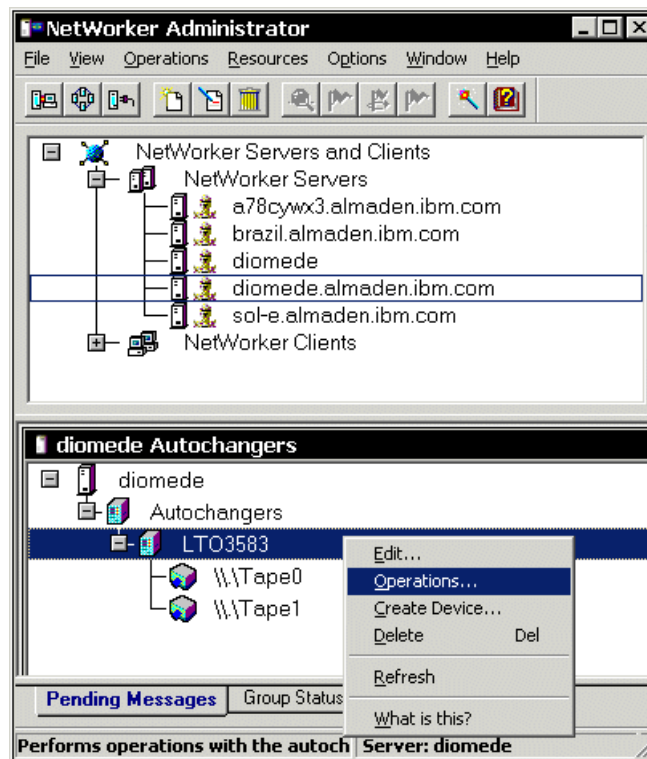 NetWorker Administrator
File View Operations Resources Options Window Help
NetWorker Servers and Clients
NetWorker Servers
a78cywx3.almaden.ibm.com
brazil.almaden.ibm.com
diomede
diomede.almaden.ibm.com
sol-e.almaden.ibm.com
NetWorker Clients
diomede Autochangers
diomede
Autochangers
LTO3583
\\.\Tape0
\\.\Tape1
Edit...
Operations...
Create Device...
Delete Del
Refresh
What is this?
Pending Messages Group Status
Performs operations with the autoch Server: diomede